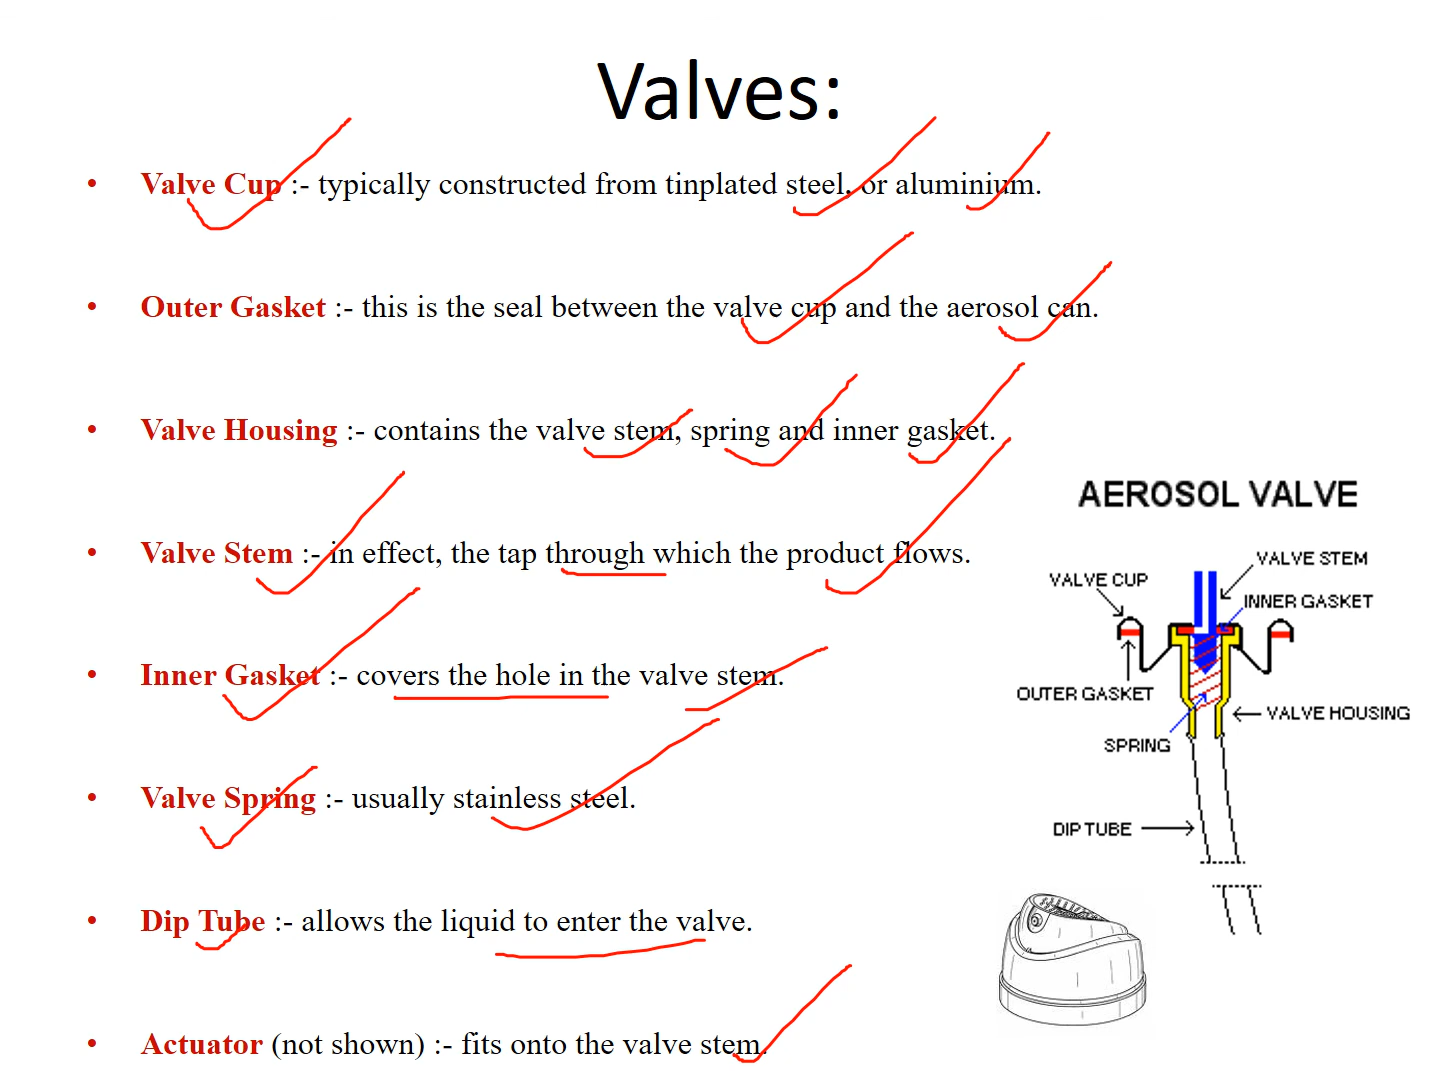 Valves:
• Valve Cup :- typically constructed from tinplated steel, or aluminium.
• Outer Gasket :- this is the seal between the valve cup and the aerosol can.
• Valve Housing :- contains the valve stem, spring and inner gasket.
• Valve Stem :- in effect, the tap through which the product flows.
• Inner Gasket :- covers the hole in the valve stem.
• Valve Spring :- usually stainless steel.
• Dip Tube :- allows the liquid to enter the valve.
• Actuator (not shown) :- fits onto the valve stem.
AEROSOL VALVE
VALVE STEM
VALVE CUP
INNER GASKET
OUTER GASKET
VALVE HOUSING
SPRING
DIP TUBE